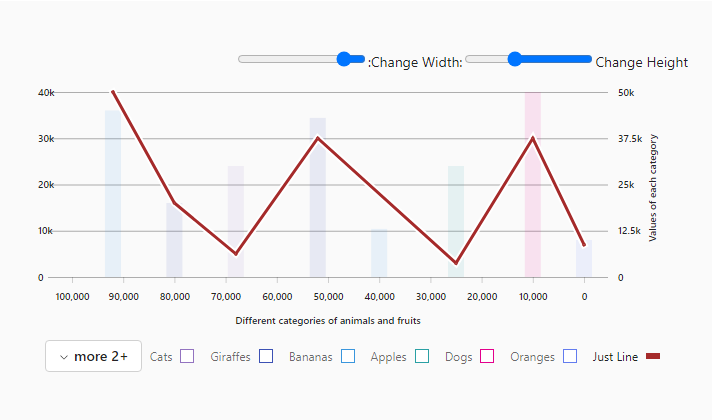 :Change Width: Change Height
40k 50k
30k 37.5k
20k 25k
10k 12.5k
0 0
Values of each category
100,000 90,000 80,000 70,000 60,000 50,000 40,000 30,000 20,000 10,000 0
Different categories of animals and fruits
more 2+ Cats Giraffes Bananas Apples Dogs Oranges Just Line